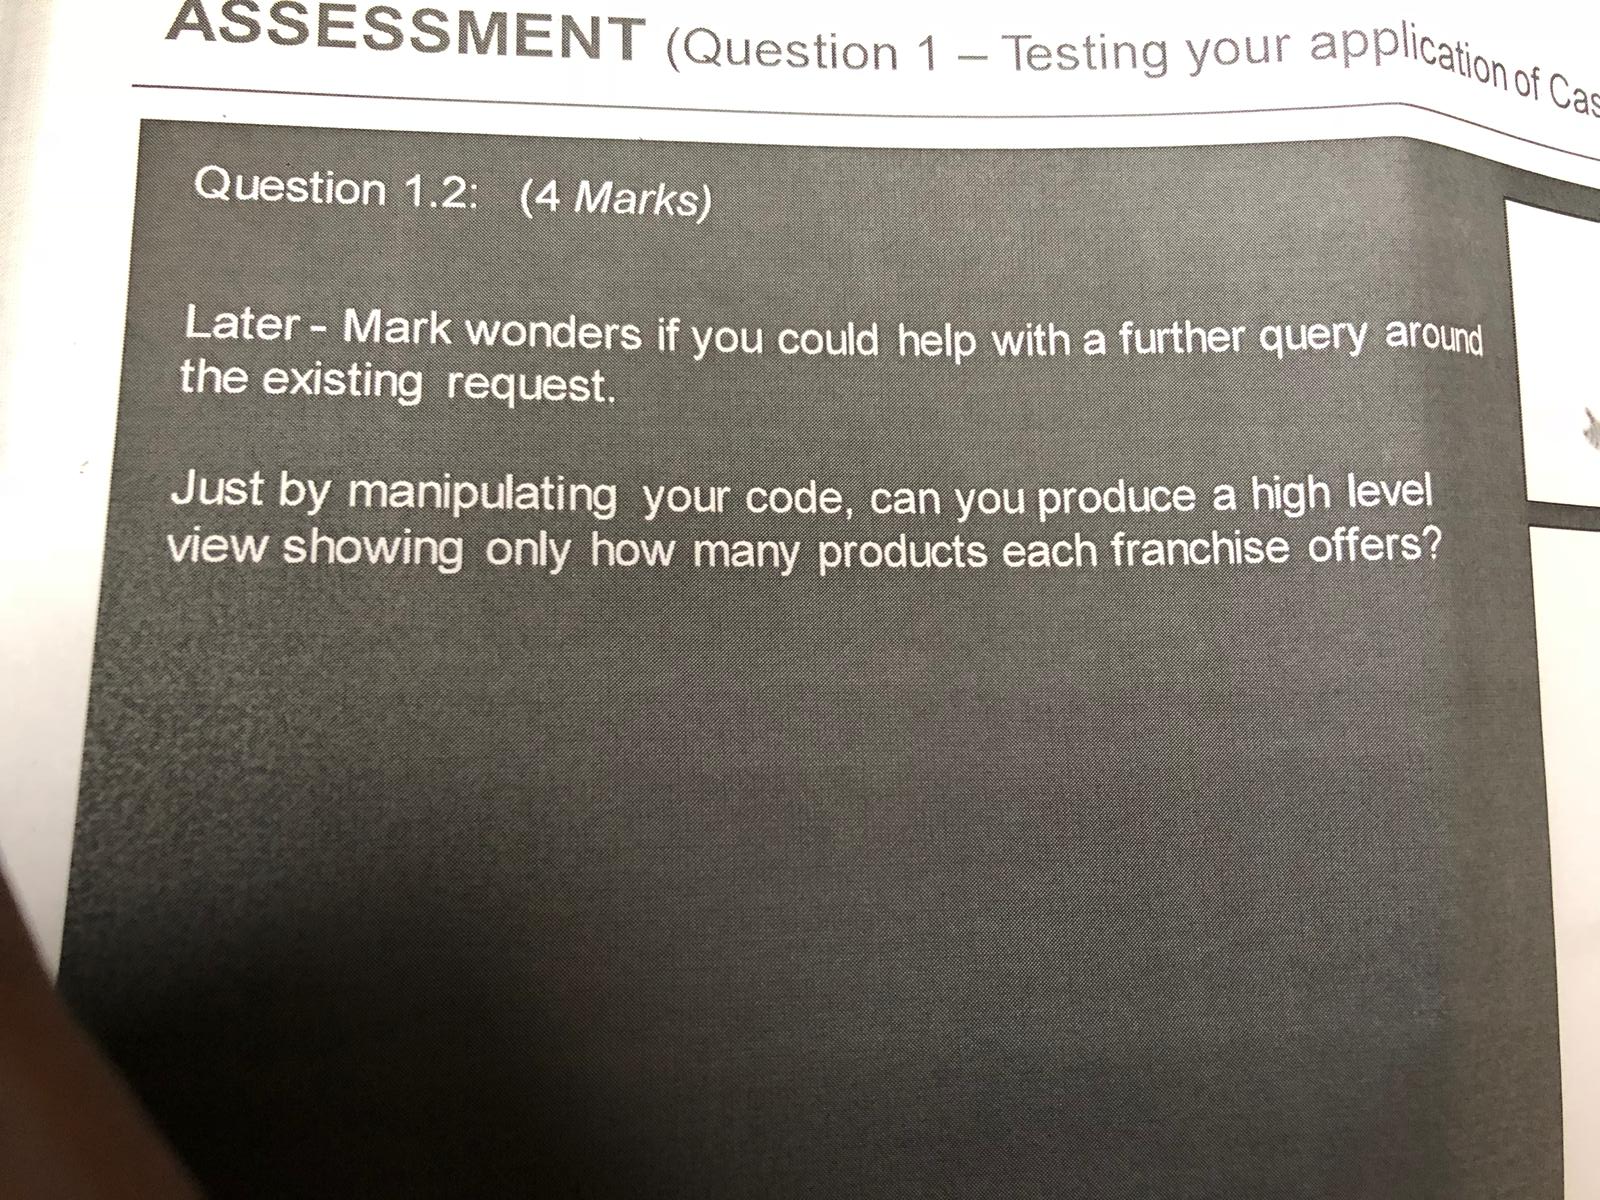 ASSESSMENT (Question 1 – Testing your application of Cas
Question 1.2: (4 Marks)
Later - Mark wonders if you could help with a further query around
the existing request.
Just by manipulating your code, can you produce a high level
view showing only how many products each franchise offers?